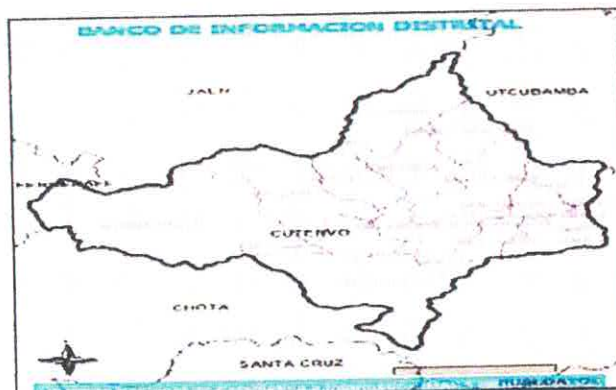 BANCO DE INFORMACION DISTRITAL
JAEN
UTCUBAMBA
CUTERVO
CHOTA
SANTA CRUZ